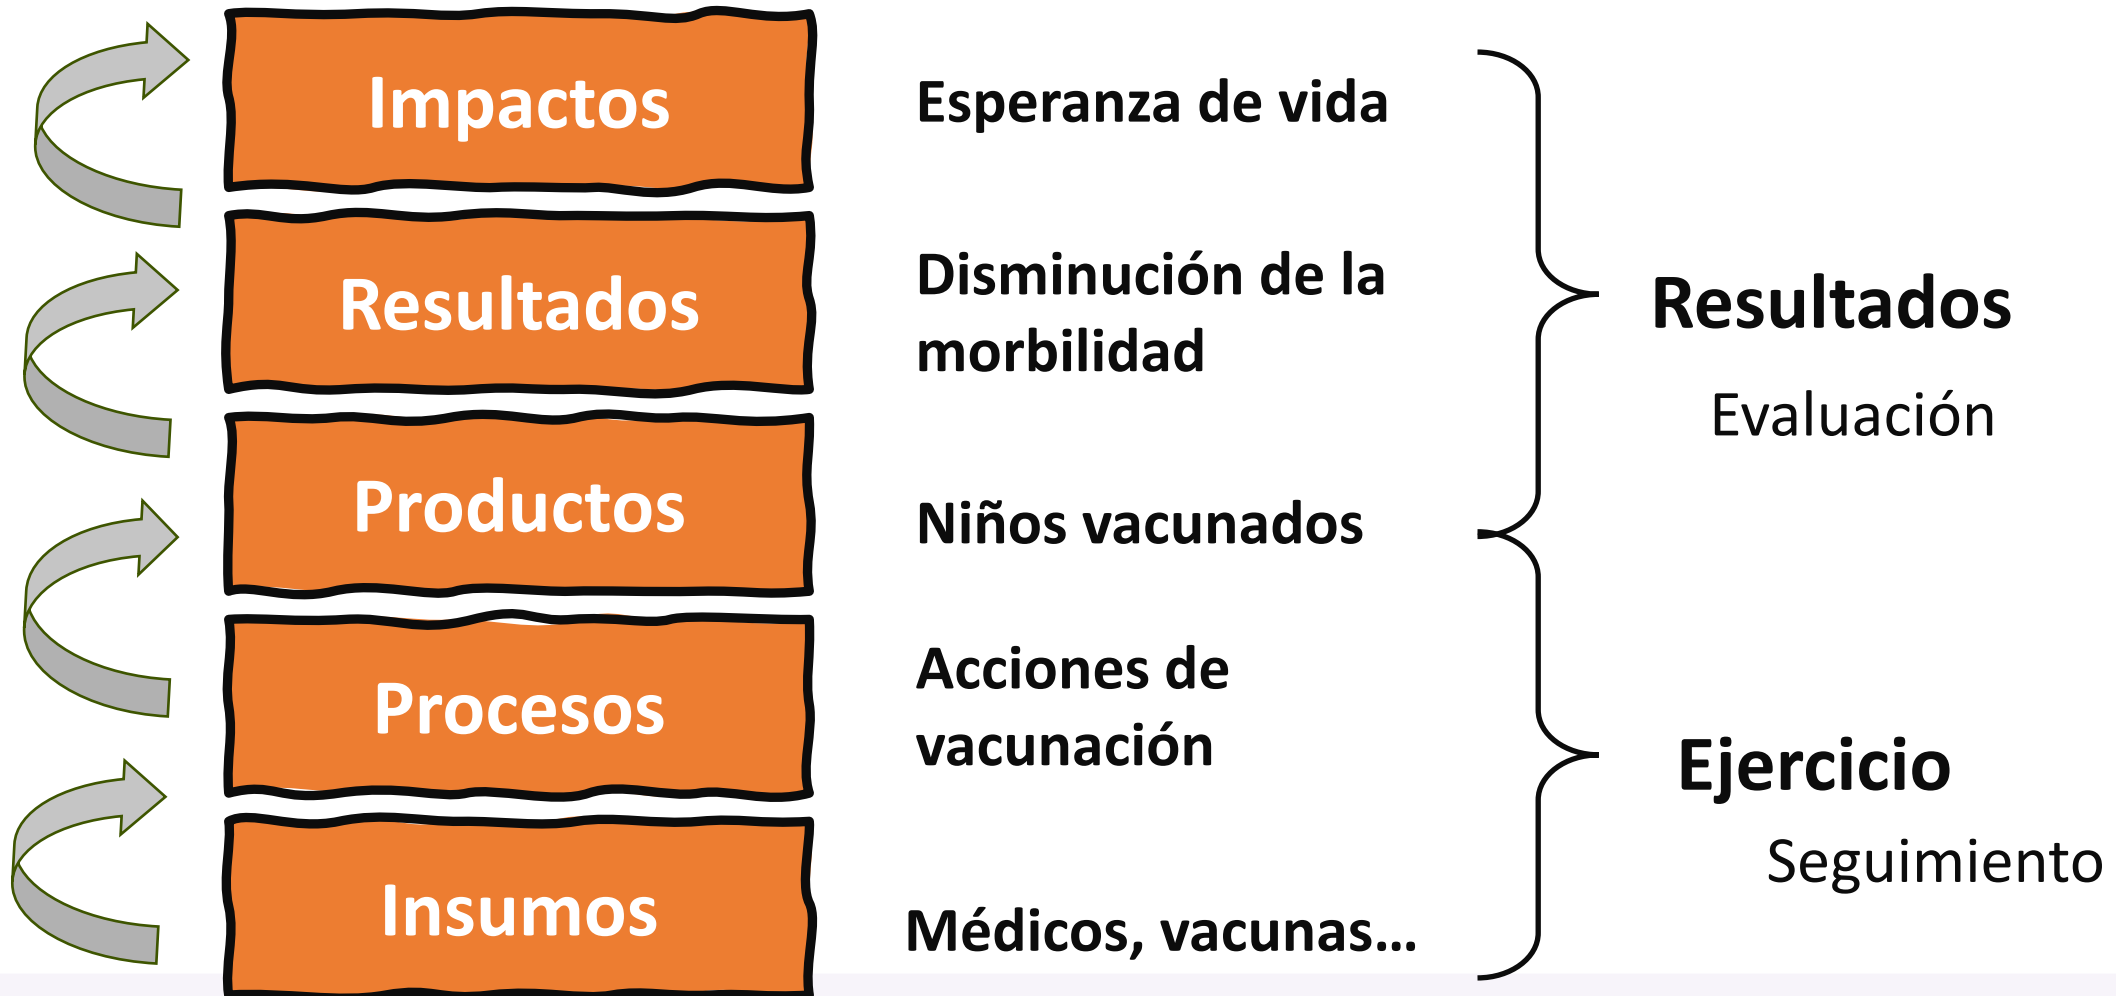 Impactos
Esperanza de vida
Resultados
Disminución de la
morbilidad
Productos
Niños vacunados
Procesos
Acciones de
vacunación
Insumos
Médicos, vacunas...
Resultados
Evaluación
Ejercicio
Seguimiento